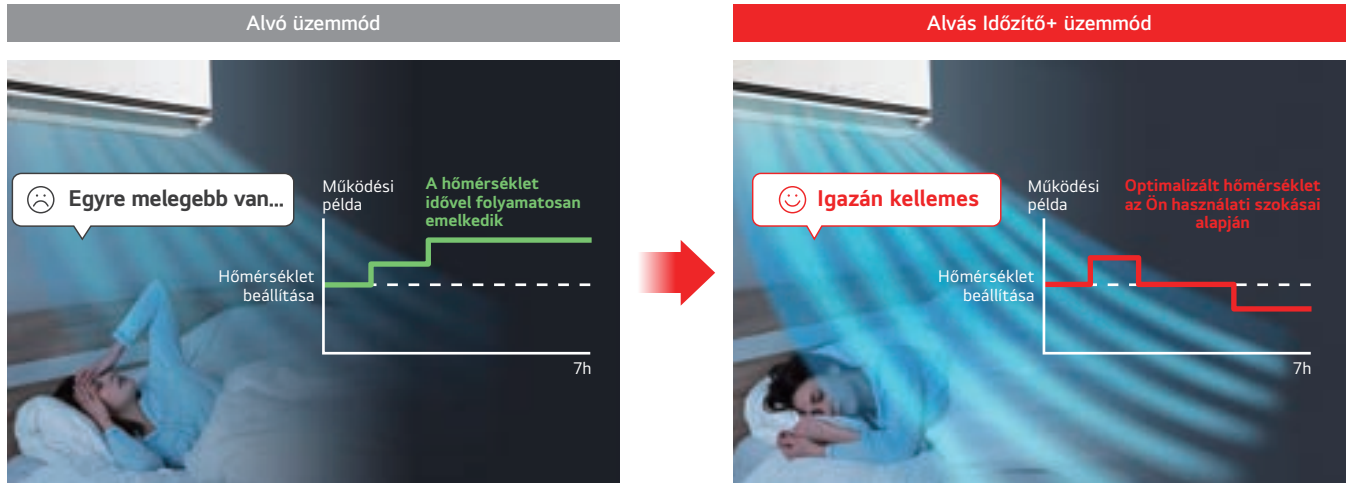 Alvó üzemmód
Egyre melegebb van...
Működési
példa
A hőmérséklet
idővel folyamatosan
emelkedik
Hőmérséklet
beállítása
7h
Alvás Időzítő+ üzemmód
Igazán kellemes
Működési
példa
Optimalizált hőmérséklet
az Ön használati szokásai
alapján
Hőmérséklet
beállítása
7h